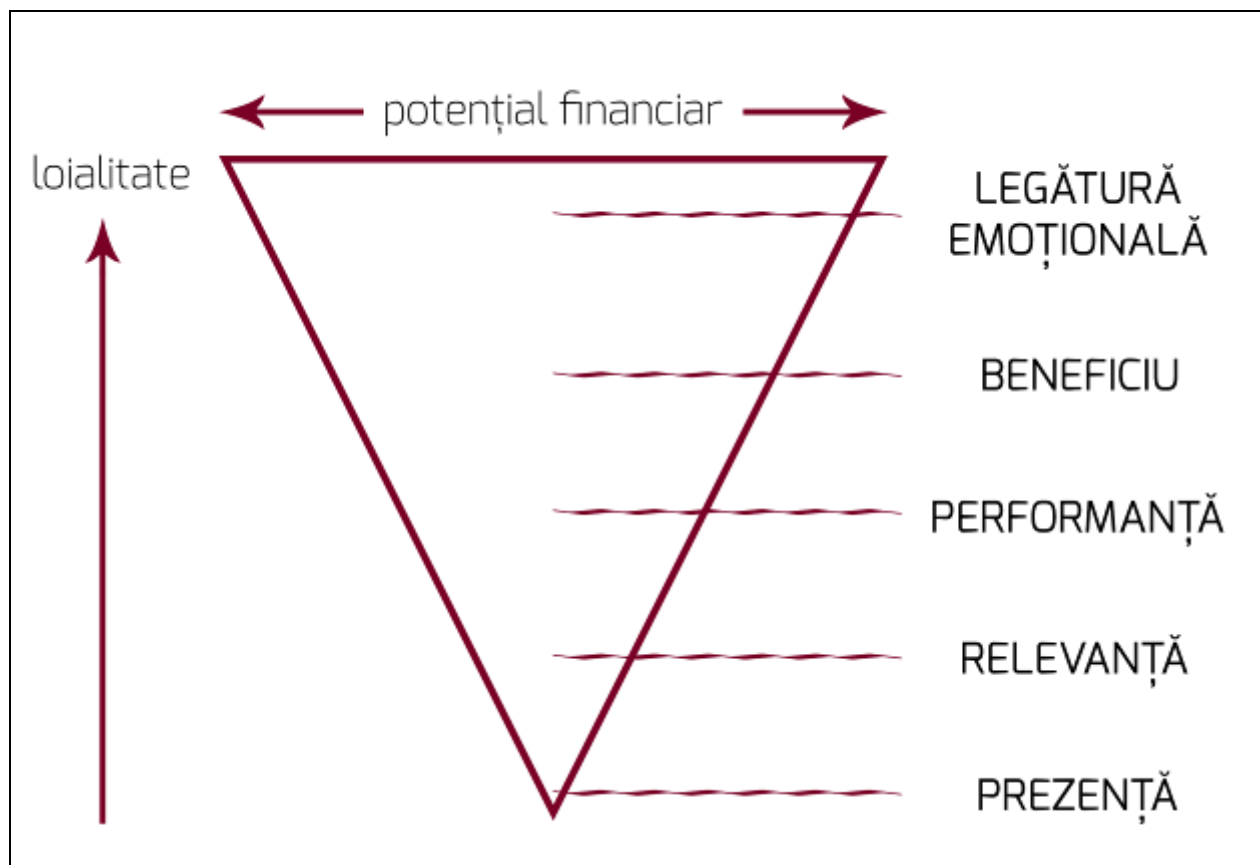 potențial financiar
loialitate
LEGĂTURĂ
EMOȚIONALĂ
BENEFICIU
PERFORMANȚĂ
RELEVANȚĂ
PREZENȚĂ